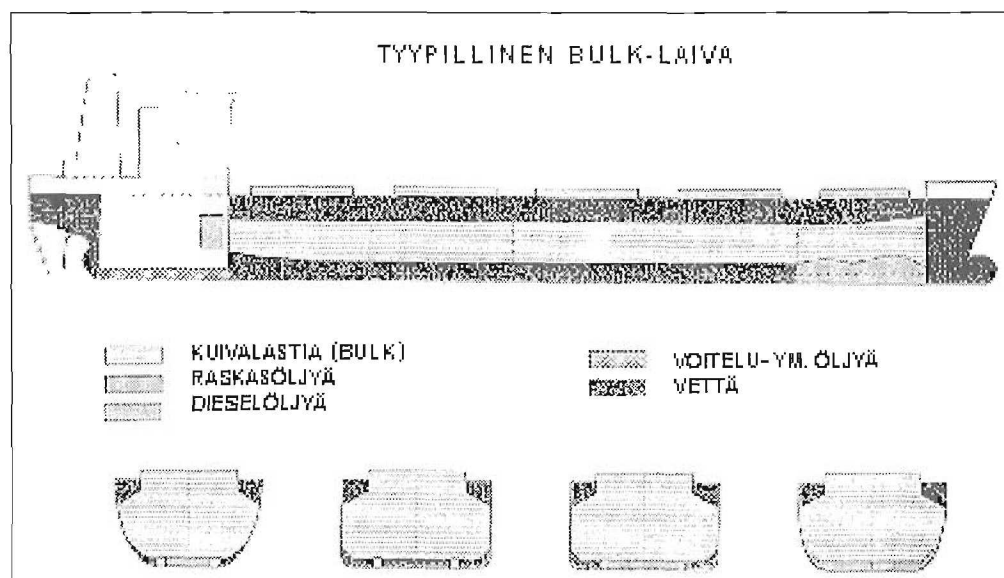 TYYPILLINEN BULK-LAIVA
KUIVALASTIA (BULK)
RASKASÖLJYÄ
DIESELÖLJYÄ
VOITELU-YM. ÖLJYÄ
VETTÄ